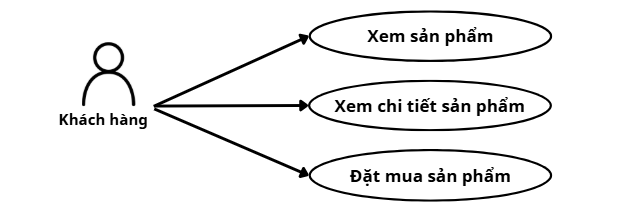 Xem sản phẩm
Khách hàng
Xem chi tiết sản phẩm
Đặt mua sản phẩm